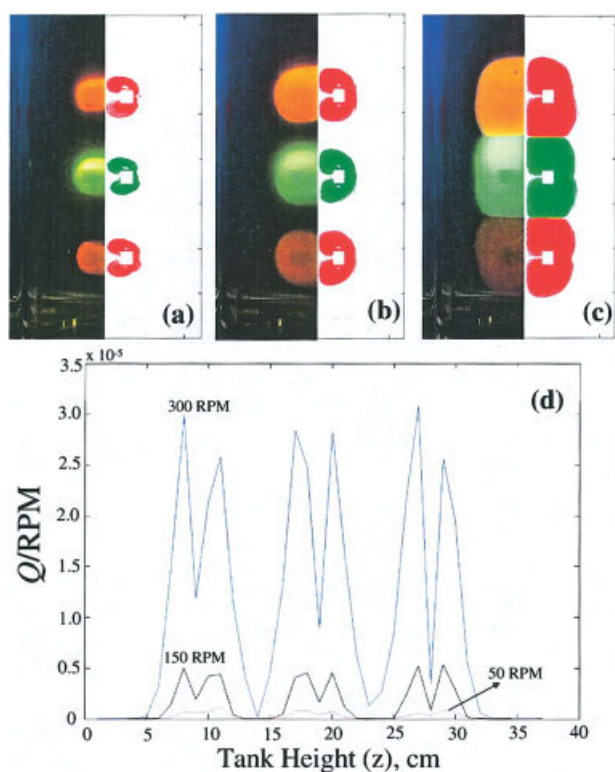 (a)
(b)
(c)
x 10-5
(d)
3.5
3.0
2.5
2.0
1.5
1.0
0.5
0
Q/RPM
300 RPM
150 RPM
50 RPM
0 5 10 15 20 25 30 35 40
Tank Height (z), cm